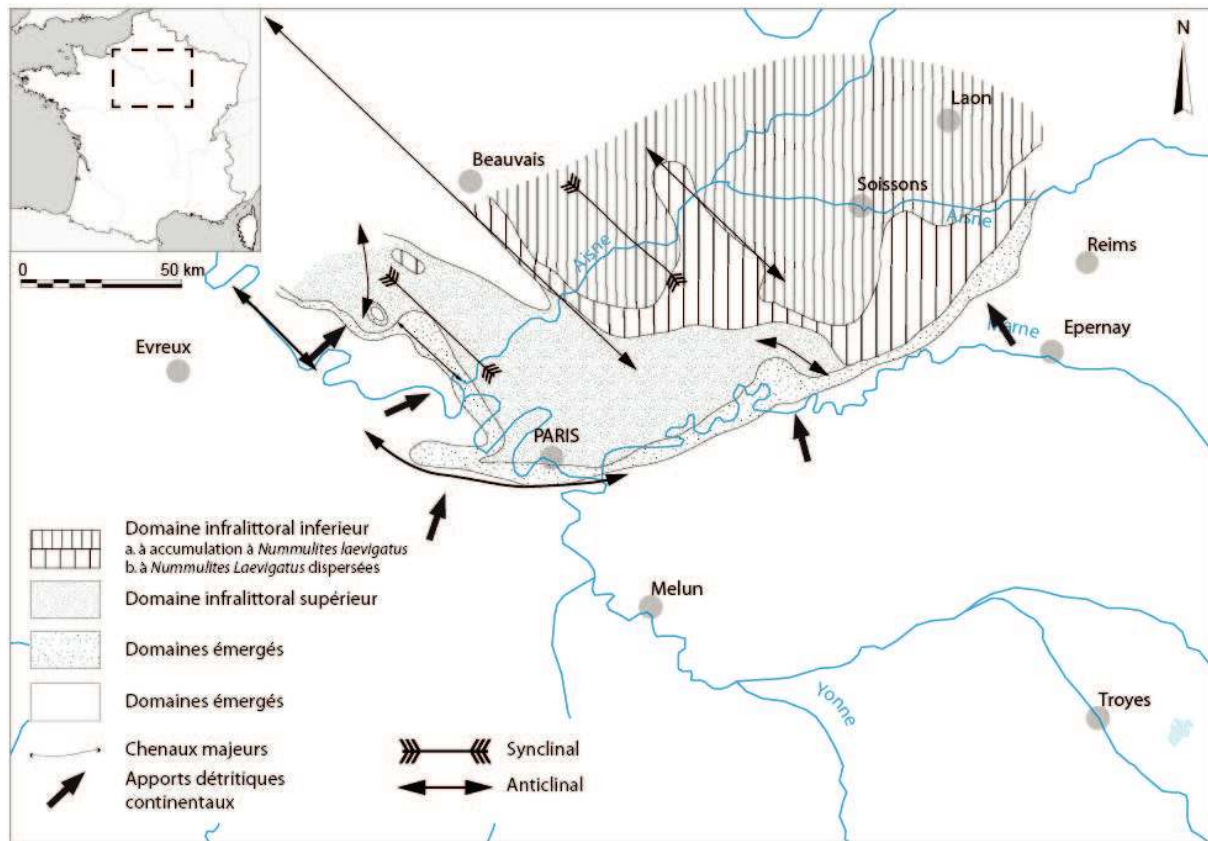 N
Laon
Beauvais
Soissons
Aisne
Aisne
Reims
0 50 km
Marne
Epernay
Evreux
PARIS
Domaine infralittoral inferieur
a. à accumulation à Nummulites laevigatus
b. à Nummulites Laevigatus dispersées
Domaine infralittoral supérieur
Melun
Domaines émergés
Domaines émergés
Yonne
Troyes
Chenaux majeurs
Synclinal
Apports détritiques
continentaux
Anticlinal